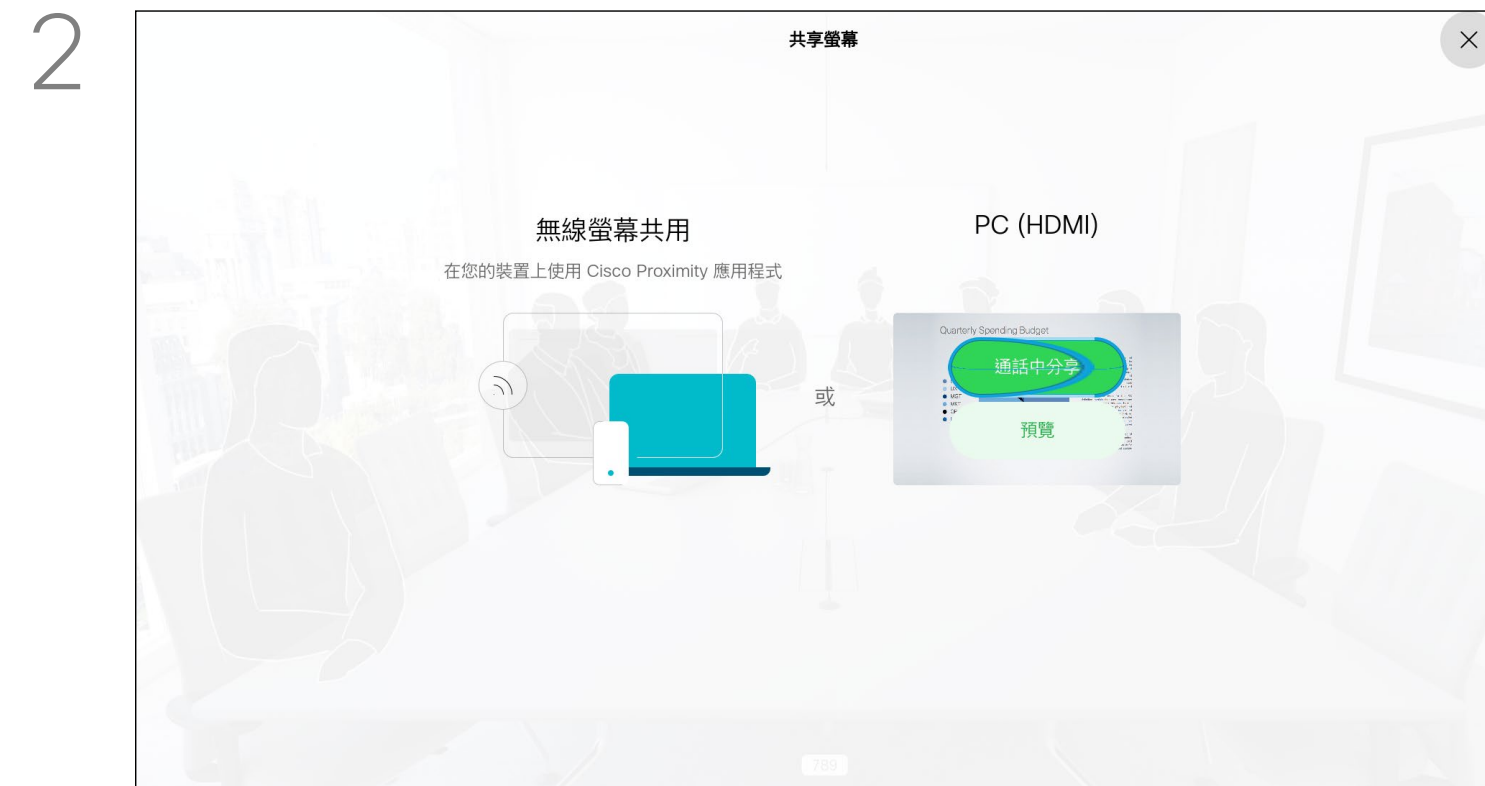 2
共享螢幕
無線螢幕共用
在您的裝置上使用 Cisco Proximity 應用程式
或
PC (HDMI)
Quarterly Spending Budget
通話中分享
預覽
789